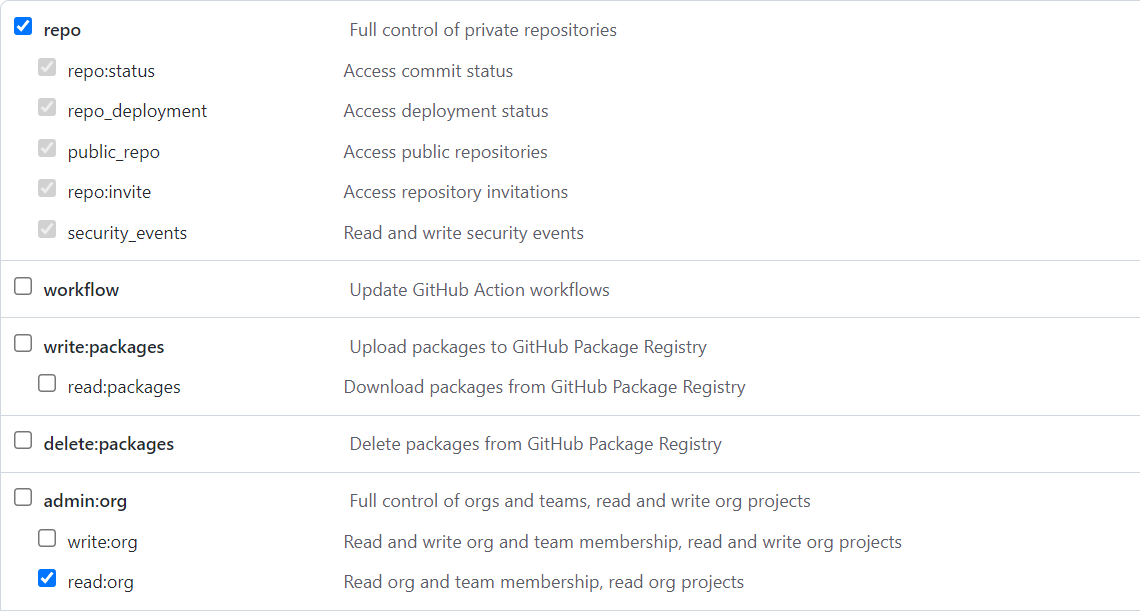 repo Full control of private repositories
repo:status Access commit status
repo_deployment Access deployment status
public_repo Access public repositories
repo:invite Access repository invitations
security_events Read and write security events
workflow Update GitHub Action workflows
write:packages Upload packages to GitHub Package Registry
read:packages Download packages from GitHub Package Registry
delete:packages Delete packages from GitHub Package Registry
admin:org Full control of orgs and teams, read and write org projects
write:org Read and write org and team membership, read and write org projects
read:org Read org and team membership, read org projects